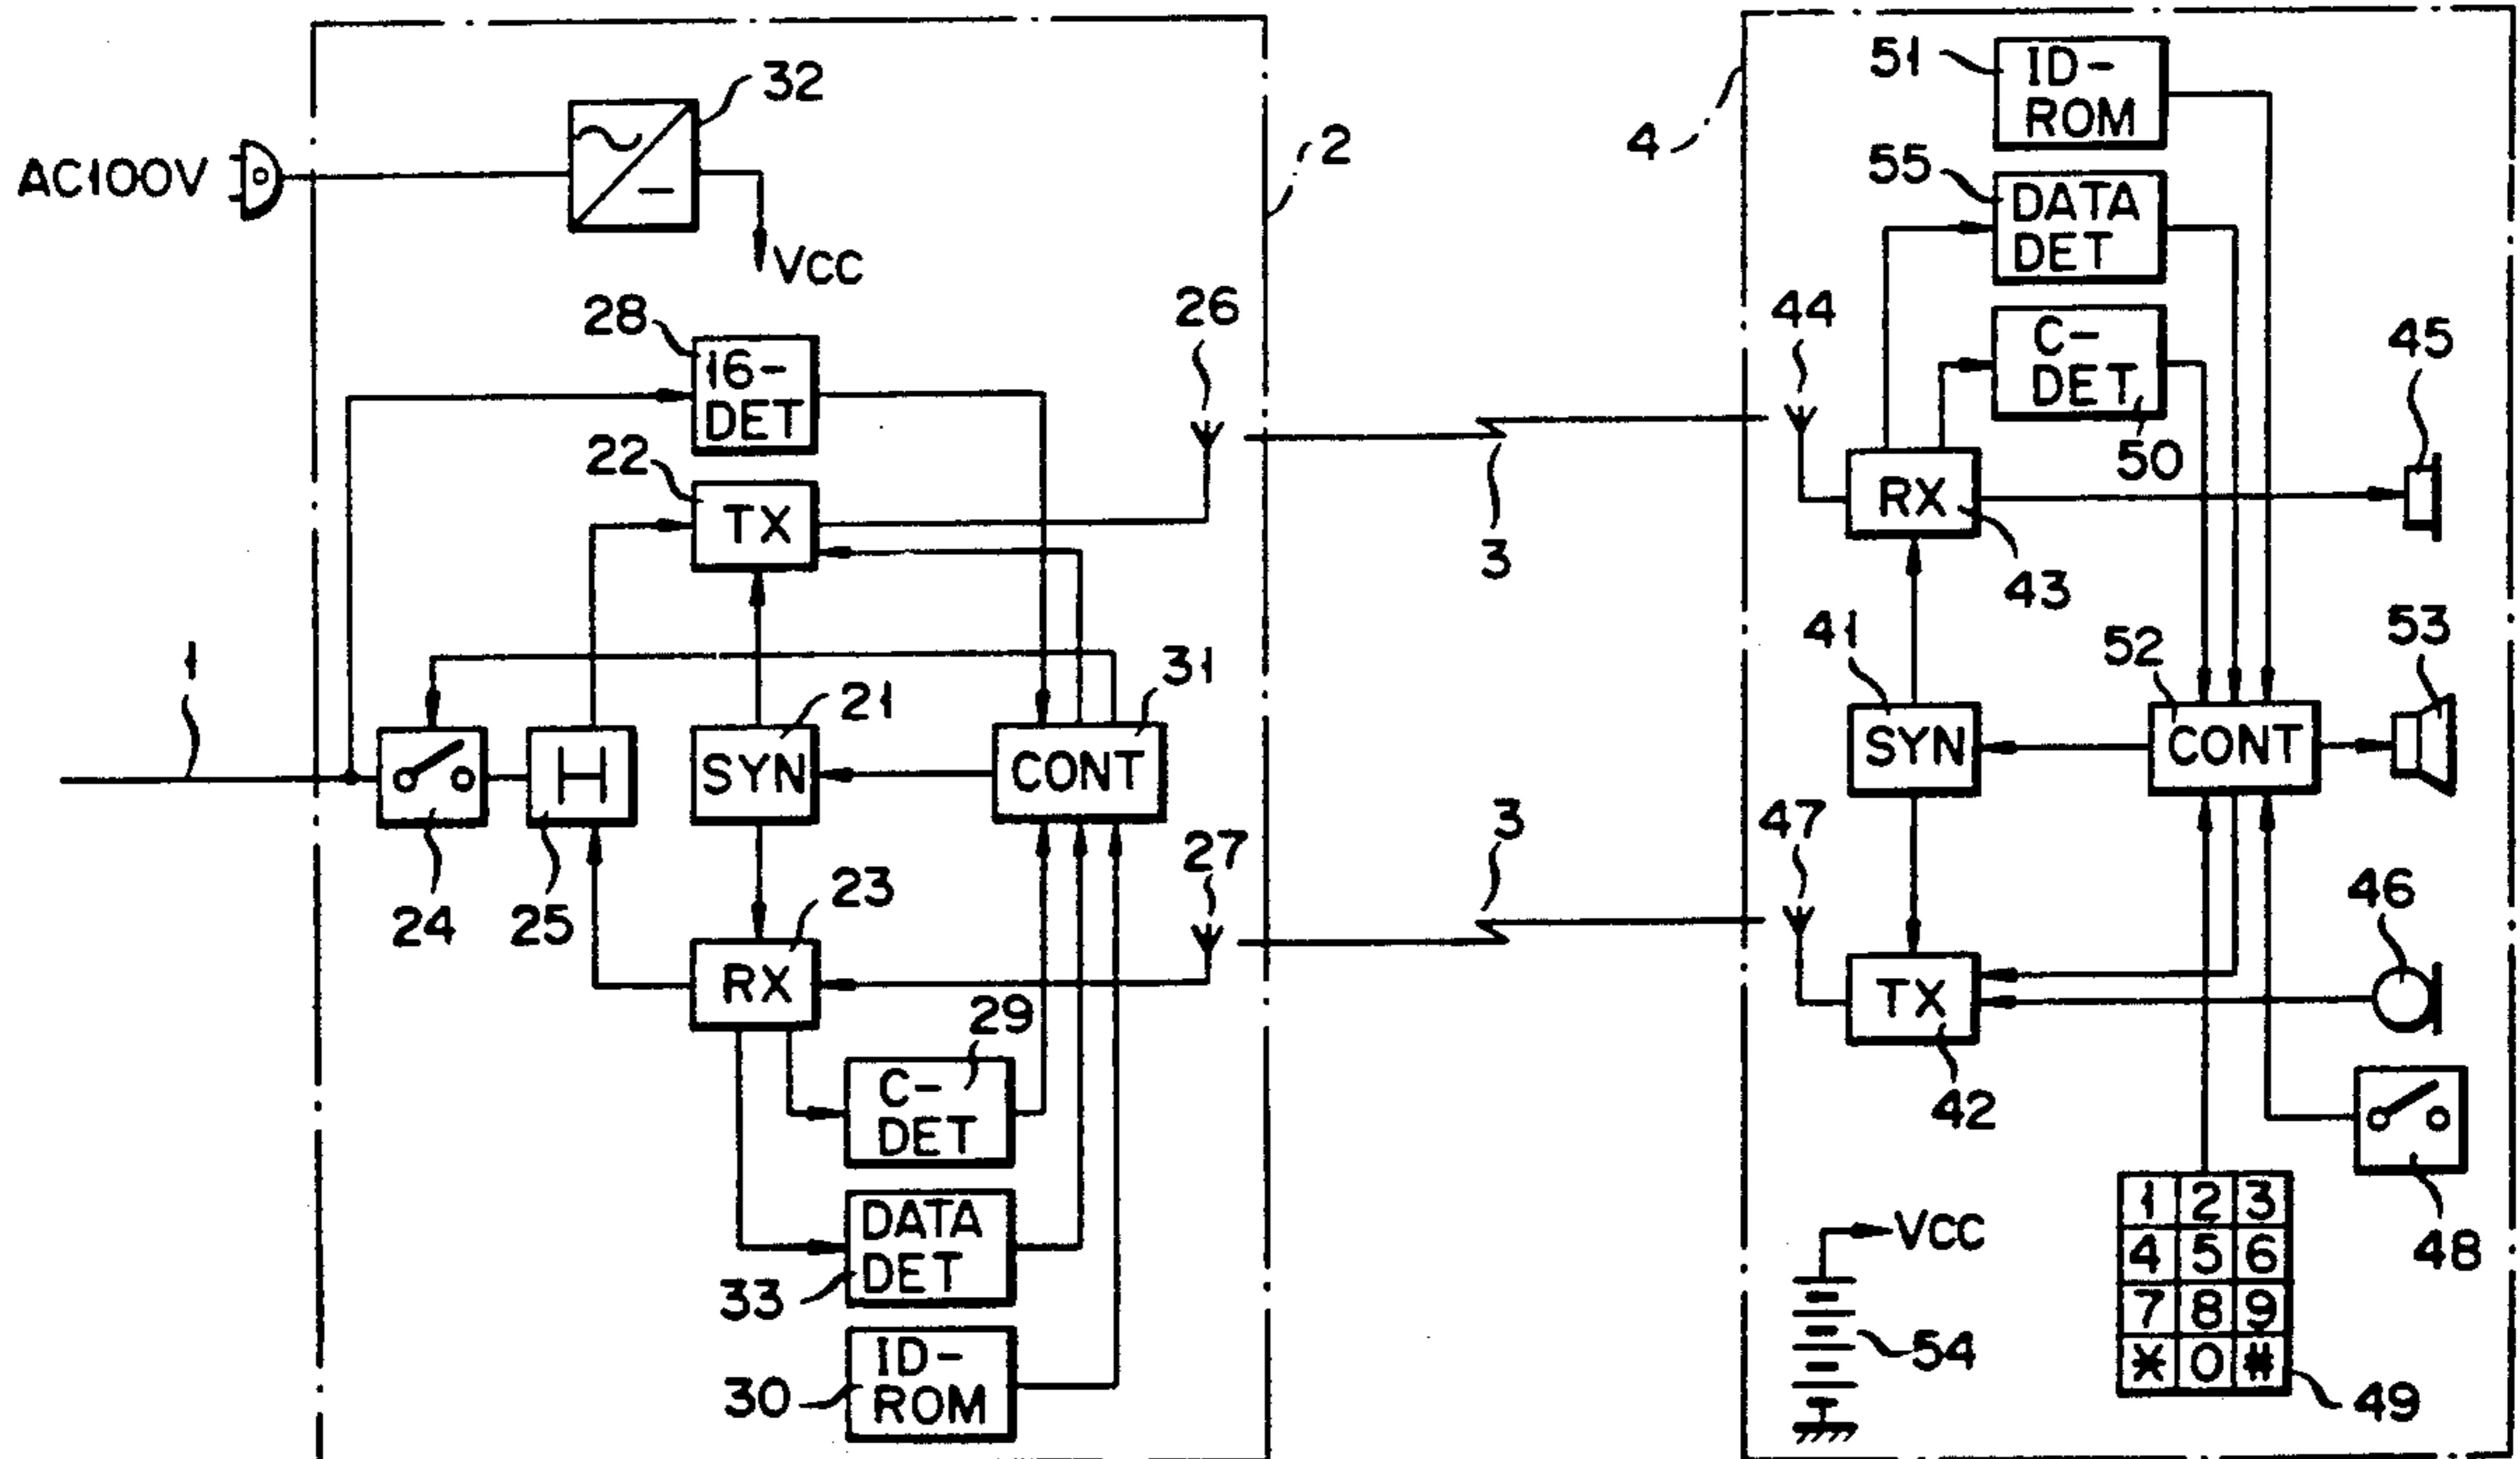 AC100V
32
VCC
2
28
16-
DET
26
22
TX
1
24
25
21
SYN
31
CONT
23
RX
27
29
C-
DET
DATA
DET
33
ID-
ROM
30
3
3
4
51
ID-
ROM
55
DATA
DET
44
C-
DET
50
45
RX
43
41
SYN
52
CONT
53
47
TX
42
46
48
VCC
54
1 2 3
4 5 6
7 8 9
* 0 #
49